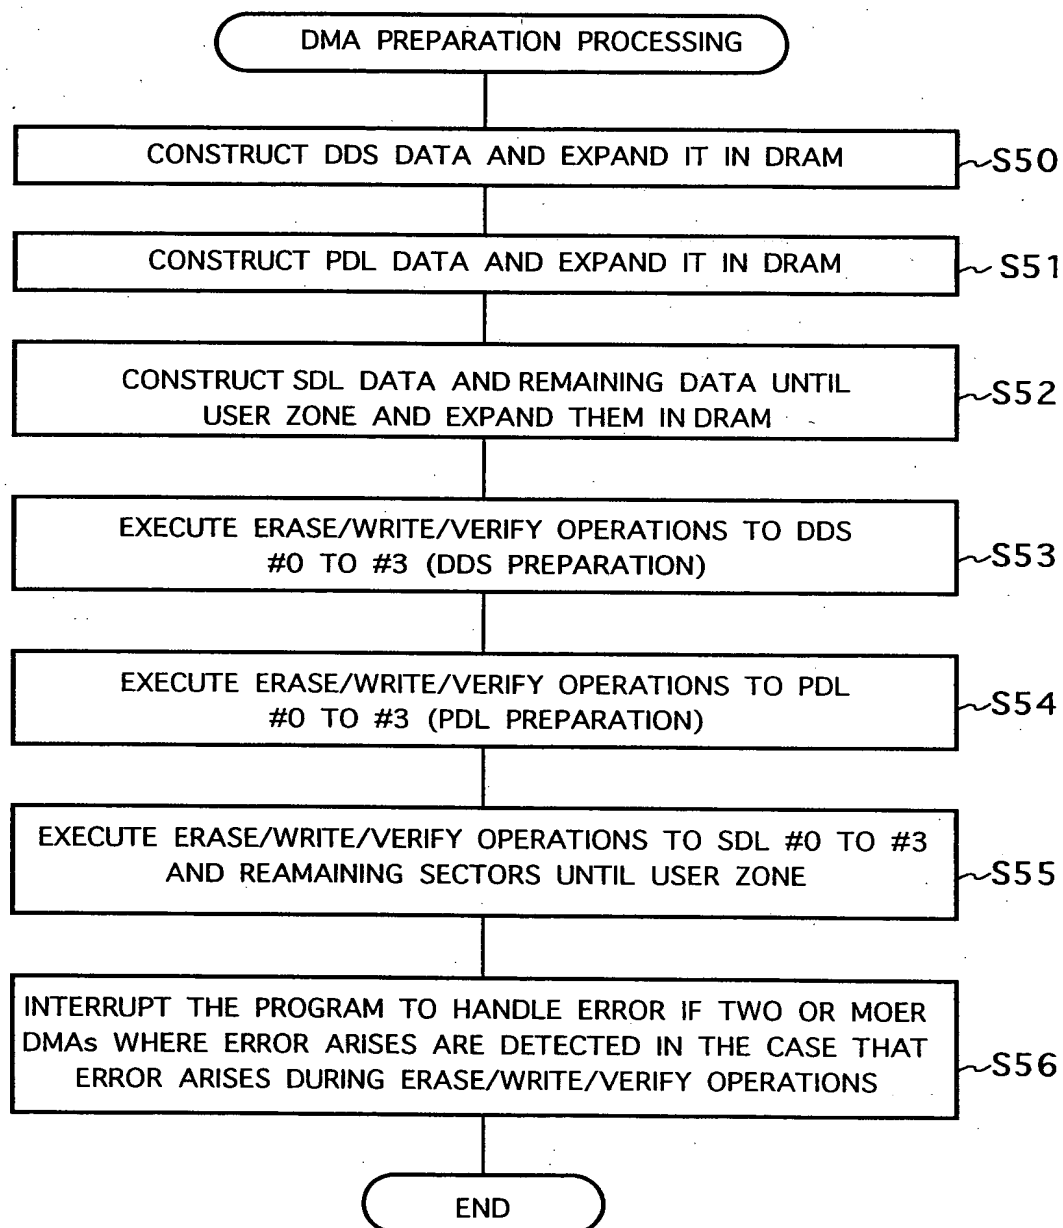 DMA PREPARATION PROCESSING
CONSTRUCT DDS DATA AND EXPAND IT IN DRAM
S50
CONSTRUCT PDL DATA AND EXPAND IT IN DRAM
S51
CONSTRUCT SDL DATA AND REMAINING DATA UNTIL
USER ZONE AND EXPAND THEM IN DRAM
S52
EXECUTE ERASE/WRITE/VERIFY OPERATIONS TO DDS
#0 TO #3 (DDS PREPARATION)
S53
EXECUTE ERASE/WRITE/VERIFY OPERATIONS TO PDL
#0 TO #3 (PDL PREPARATION)
S54
EXECUTE ERASE/WRITE/VERIFY OPERATIONS TO SDL #0 TO #3
AND REAMAINING SECTORS UNTIL USER ZONE
S55
INTERRUPT THE PROGRAM TO HANDLE ERROR IF TWO OR MOER
DMAs WHERE ERROR ARISES ARE DETECTED IN THE CASE THAT
ERROR ARISES DURING ERASE/WRITE/VERIFY OPERATIONS
S56
END